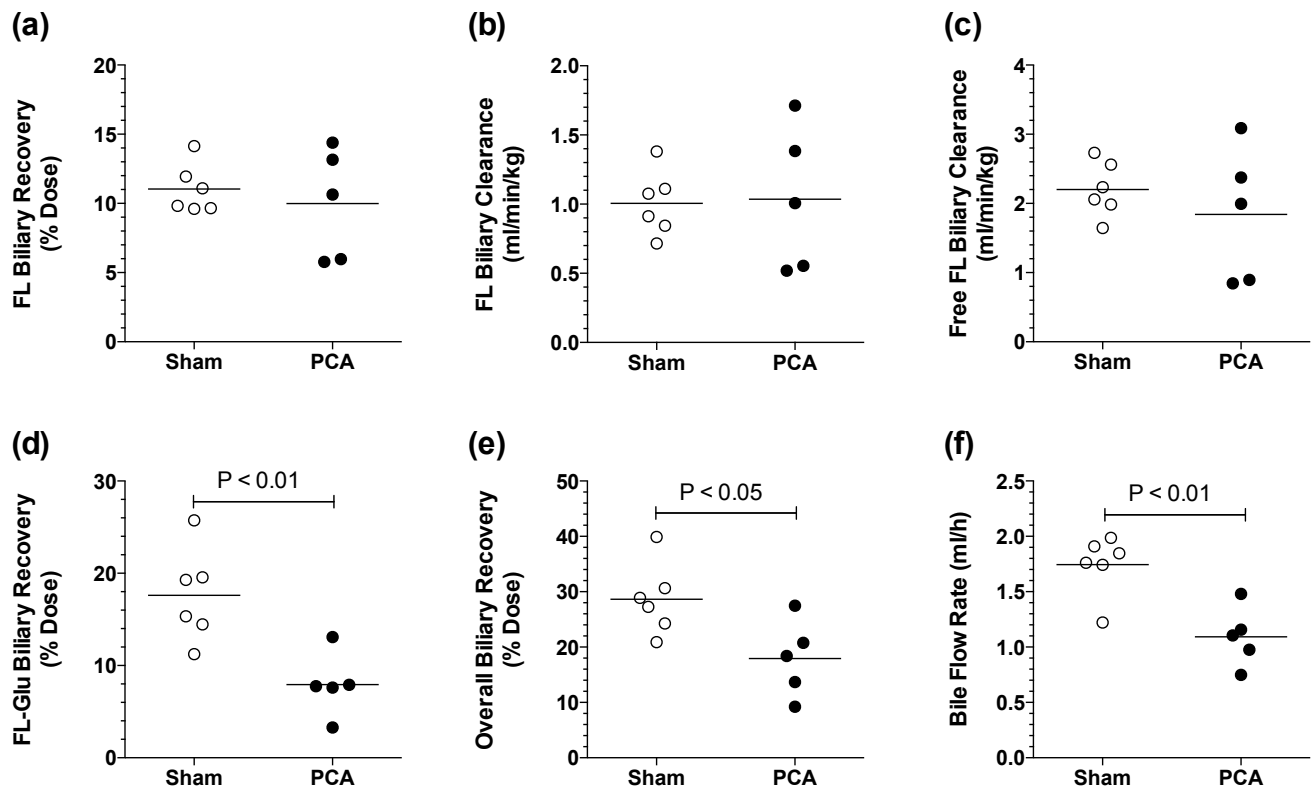 (a)
FL Biliary Recovery
(% Dose)
20
15
10
5
0
Sham
PCA
(b)
FL Biliary Clearance
(ml/min/kg)
2.0
1.5
1.0
0.5
0.0
Sham
PCA
(c)
Free FL Biliary Clearance
(ml/min/kg)
4
3
2
1
0
Sham
PCA
(d)
FL-Glu Biliary Recovery
(% Dose)
30
20
10
0
P < 0.01
Sham
PCA
(e)
Overall Biliary Recovery
(% Dose)
50
40
30
20
10
0
P < 0.05
Sham
PCA
(f)
Bile Flow Rate (ml/h)
2.5
2.0
1.5
1.0
0.5
0.0
P < 0.01
Sham
PCA